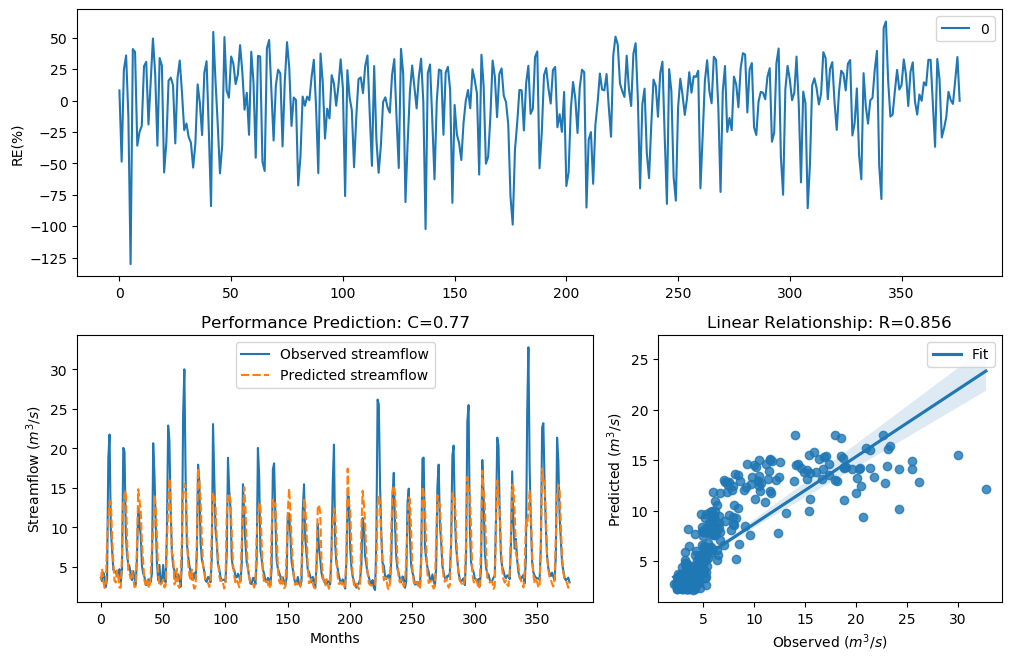 50
25
0
−25
−50
−75
−100
−125
RE(%)
0
0 50 100 150 200 250 300 350
Performance Prediction: C=0.77
Observed streamflow
Predicted streamflow
30
25
20
15
10
5
Streamflow (m³/s)
0 50 100 150 200 250 300 350
Months
Linear Relationship: R=0.856
Fit
25
20
15
10
5
Predicted (m³/s)
5 10 15 20 25 30
Observed (m³/s)